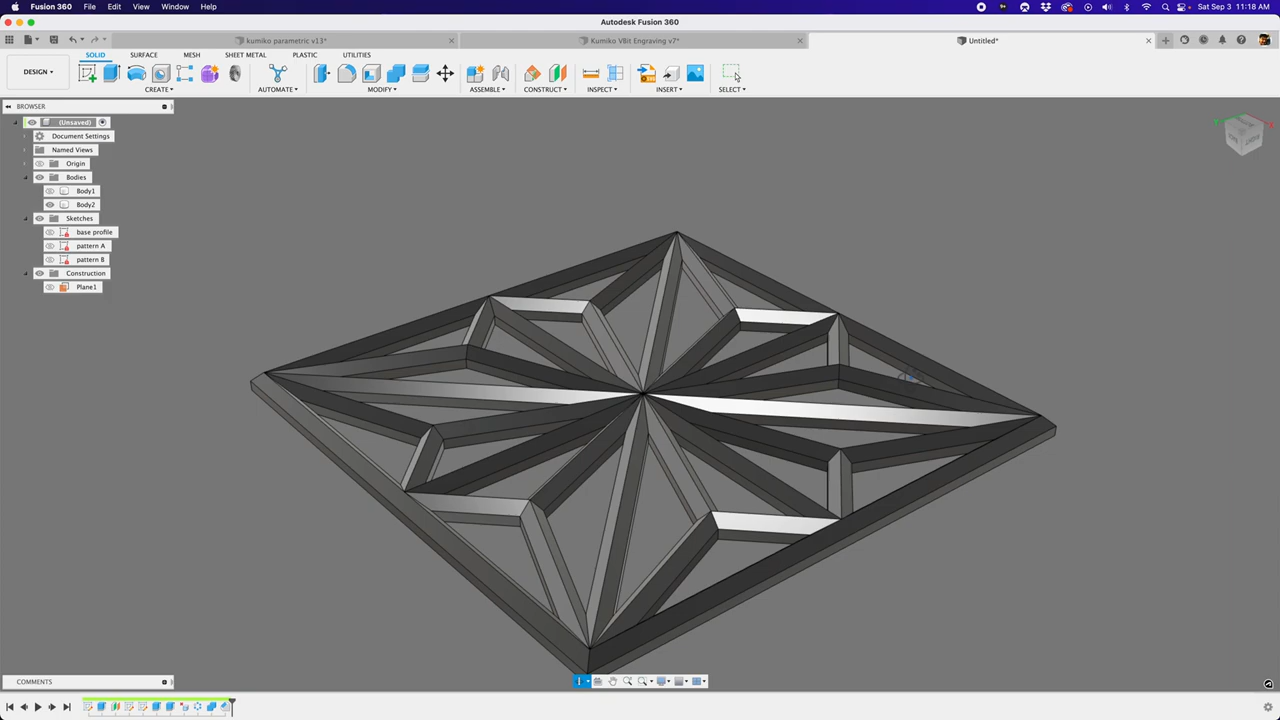 Fusion 360 File Edit View Window Help Sat Sep 3 11:18 AM
Autodesk Fusion 360
kumiko parametric v13* Kumiko VBit Engraving v7* Untitled*
SOLID SURFACE MESH SHEET METAL PLASTIC UTILITIES
DESIGN
CREATE AUTOMATE MODIFY ASSEMBLE CONSTRUCT INSPECT INSERT SELECT
BROWSER
(Unsaved)
Document Settings
Named Views
Origin
Bodies
Body1
Body2
Sketches
base profile
pattern A
pattern B
Construction
Plane1
COMMENTS